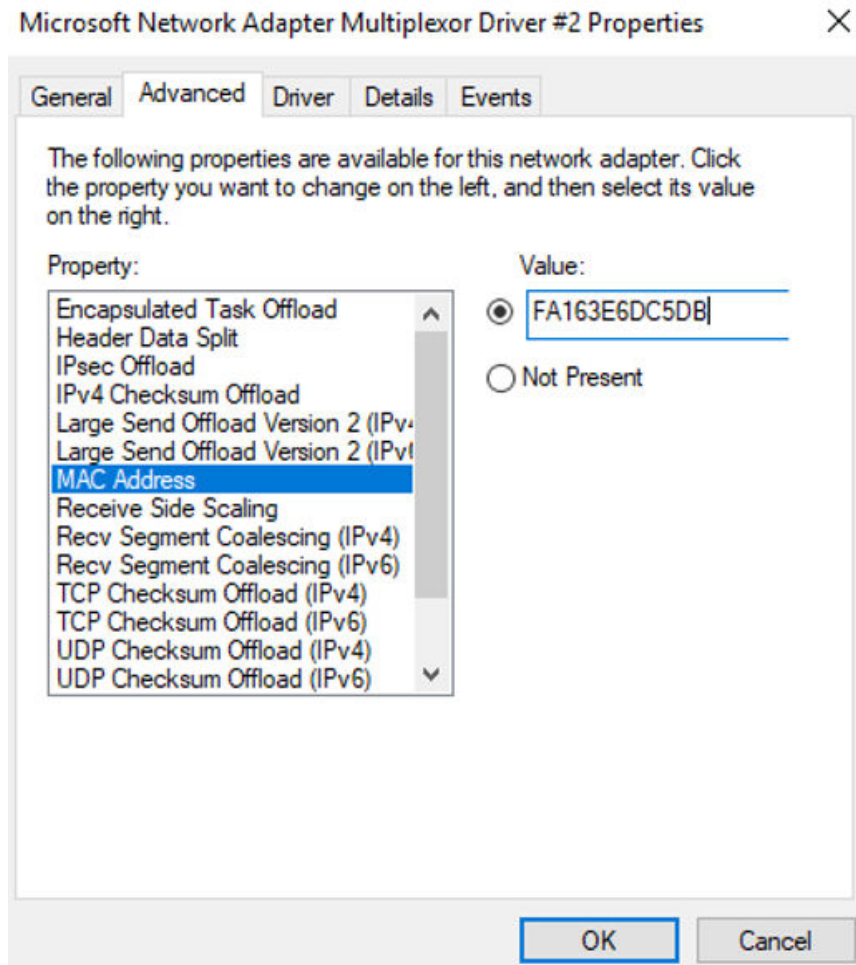 Microsoft Network Adapter Multiplexor Driver #2 Properties
General Advanced Driver Details Events
The following properties are available for this network adapter. Click
the property you want to change on the left, and then select its value
on the right.
Property:
Value:
Encapsulated Task Offload
Header Data Split
IPsec Offload
IPv4 Checksum Offload
Large Send Offload Version 2 (IPv4
Large Send Offload Version 2 (IPv6
MAC Address
Receive Side Scaling
Recv Segment Coalescing (IPv4)
Recv Segment Coalescing (IPv6)
TCP Checksum Offload (IPv4)
TCP Checksum Offload (IPv6)
UDP Checksum Offload (IPv4)
UDP Checksum Offload (IPv6)
FA163E6DC5DB
Not Present
OK
Cancel